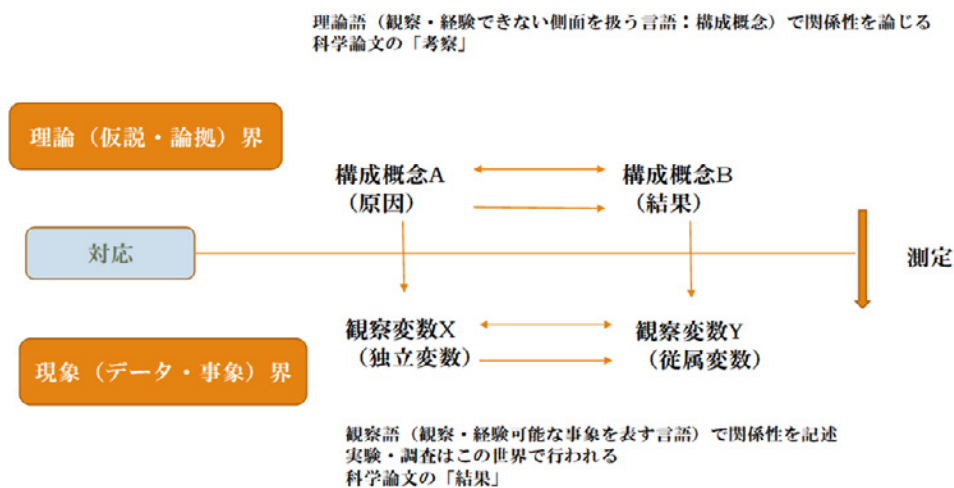 理論語（観察・経験できない側面を扱う言語：構成概念）で関係性を論じる
科学論文の「考察」
理論（仮説・論拠）界
構成概念A
（原因）
構成概念B
（結果）
対応
測定
観察変数X
（独立変数）
観察変数Y
（従属変数）
現象（データ・事象）界
観察語（観察・経験可能な事象を表す言語）で関係性を記述
実験・調査はこの世界で行われる
科学論文の「結果」